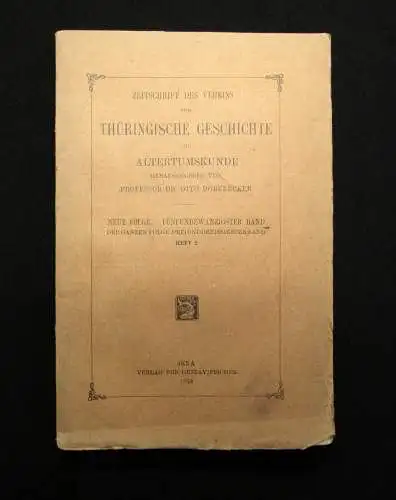 ZEITSCHRIFT DES VEREINS
FÜR
THÜRINGISCHE GESCHICHTE
UND
ALTERTUMSKUNDE
HERAUSGEGEBEN VON
PROFESSOR DR. OTTO DOBENECKER
NEUE FOLGE. FÜNFUNDZWANZIGSTER BAND
DER GANZEN FOLGE DREIUNDDREISSIGSTER BAND
HEFT 2
JENA
VERLAG VON GUSTAV FISCHER